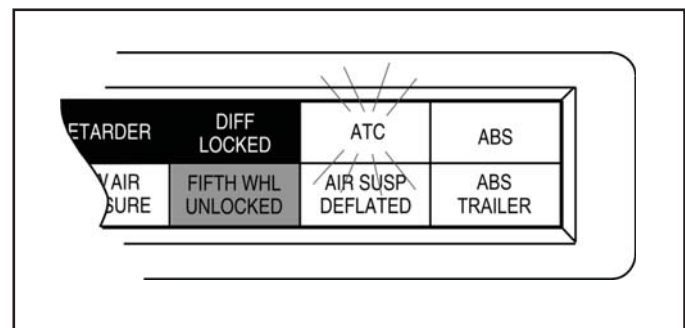 ETARDER
DIFF
LOCKED
ATC
ABS
AIR
SURE
FIFTH WHL
UNLOCKED
AIR SUSP
DEFLATED
ABS
TRAILER